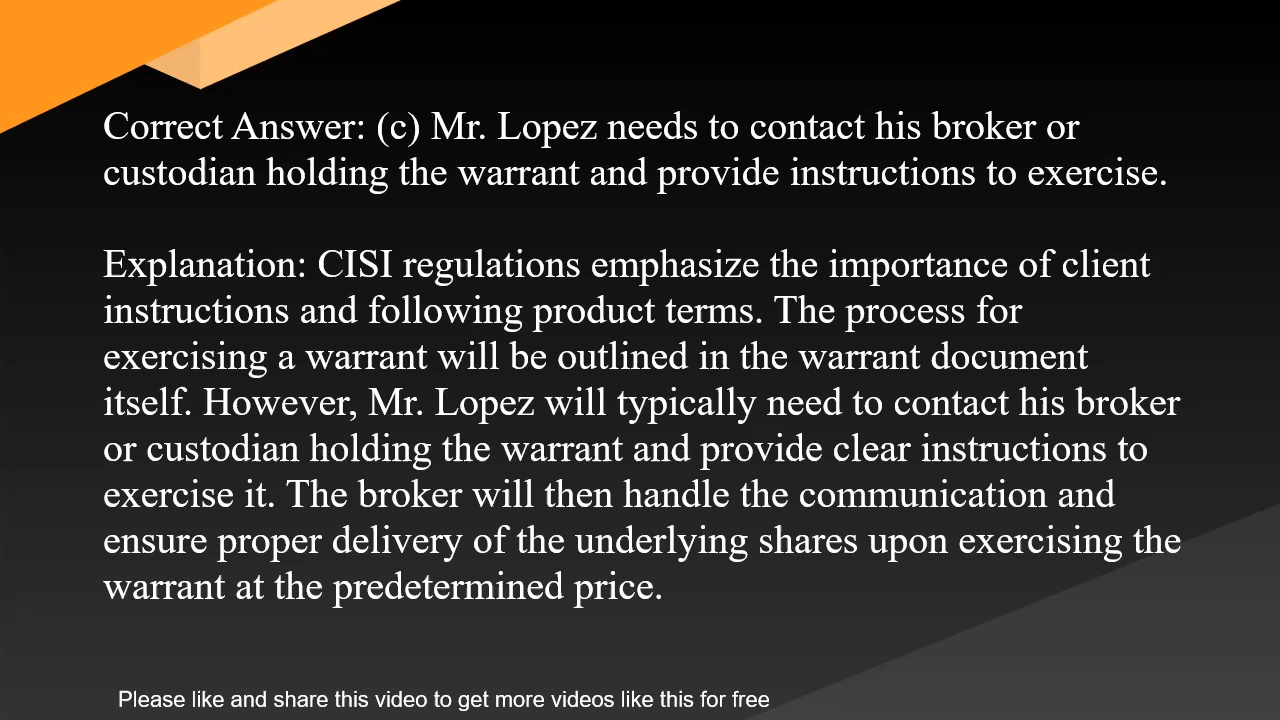 Correct Answer: (c) Mr. Lopez needs to contact his broker or
custodian holding the warrant and provide instructions to exercise.
Explanation: CISI regulations emphasize the importance of client
instructions and following product terms. The process for
exercising a warrant will be outlined in the warrant document
itself. However, Mr. Lopez will typically need to contact his broker
or custodian holding the warrant and provide clear instructions to
exercise it. The broker will then handle the communication and
ensure proper delivery of the underlying shares upon exercising the
warrant at the predetermined price.
Please like and share this video to get more videos like this for free